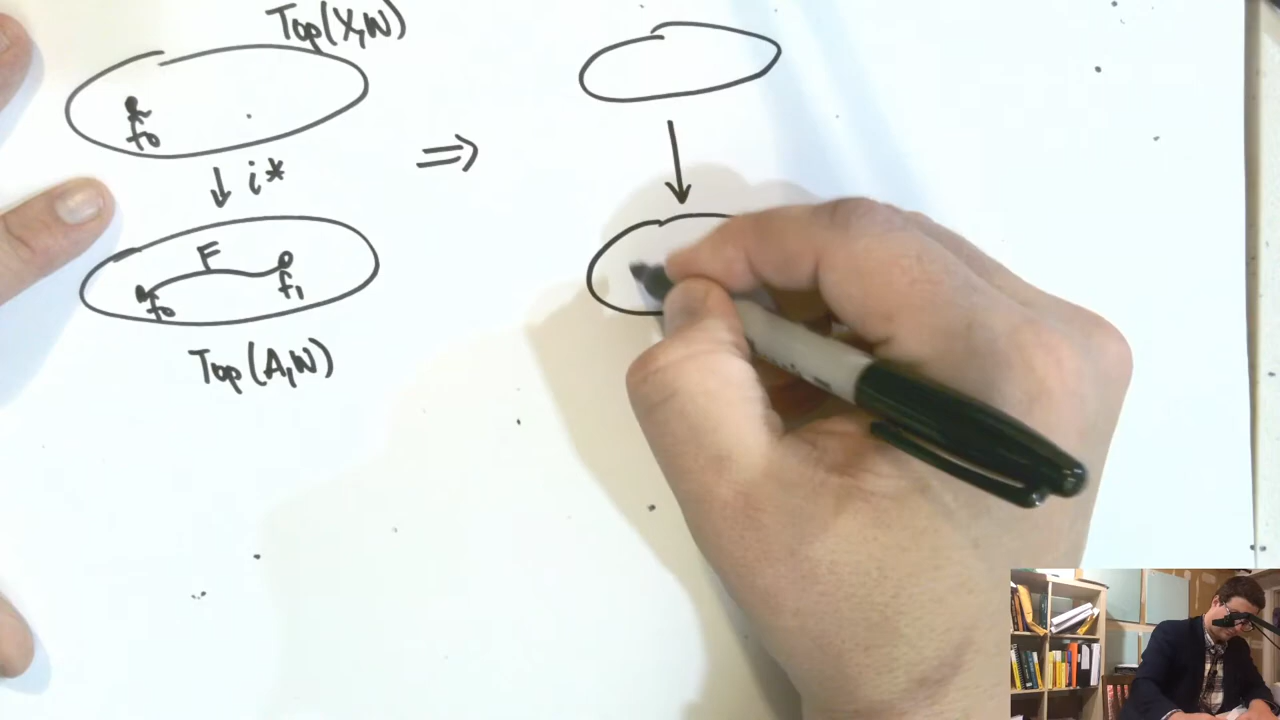 Top(X,W)
f₀
⇒
↓ i*
F
f₀ f₁
Top(A,W)